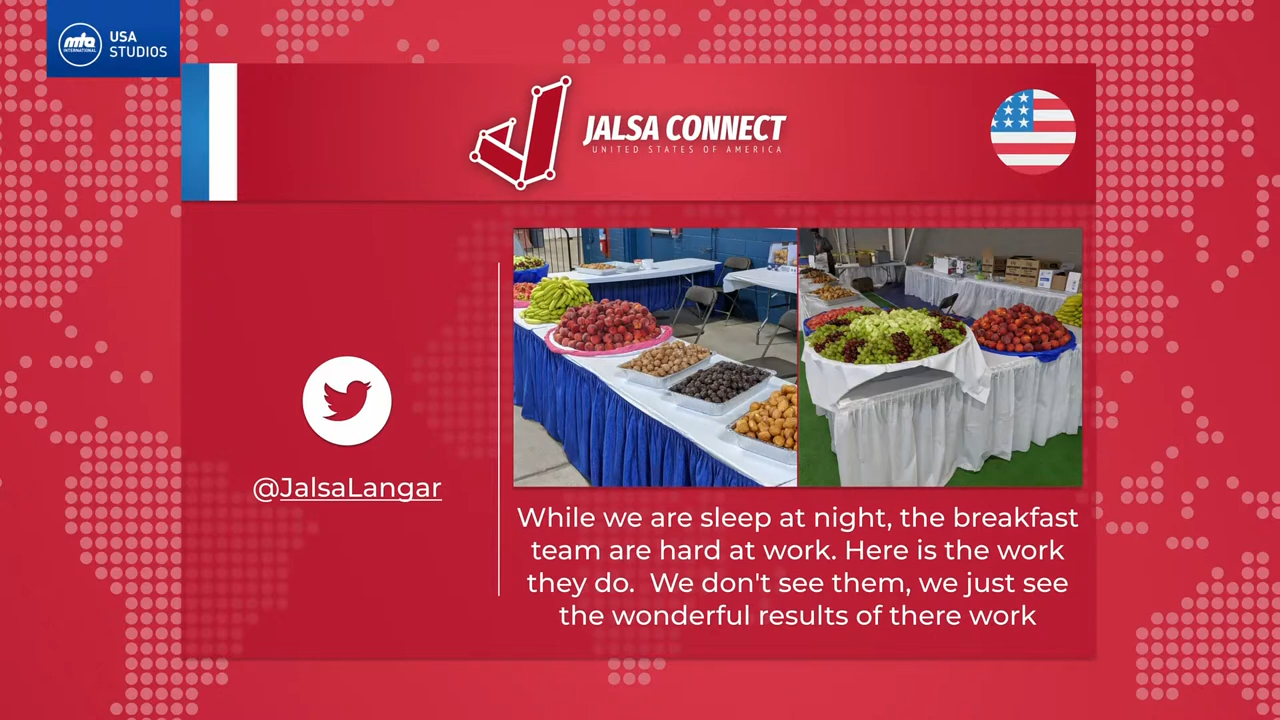 mta
INTERNATIONAL
USA
STUDIOS
JALSA CONNECT
UNITED STATES OF AMERICA
@JalsaLangar
While we are sleep at night, the breakfast
team are hard at work. Here is the work
they do.  We don't see them, we just see
the wonderful results of there work